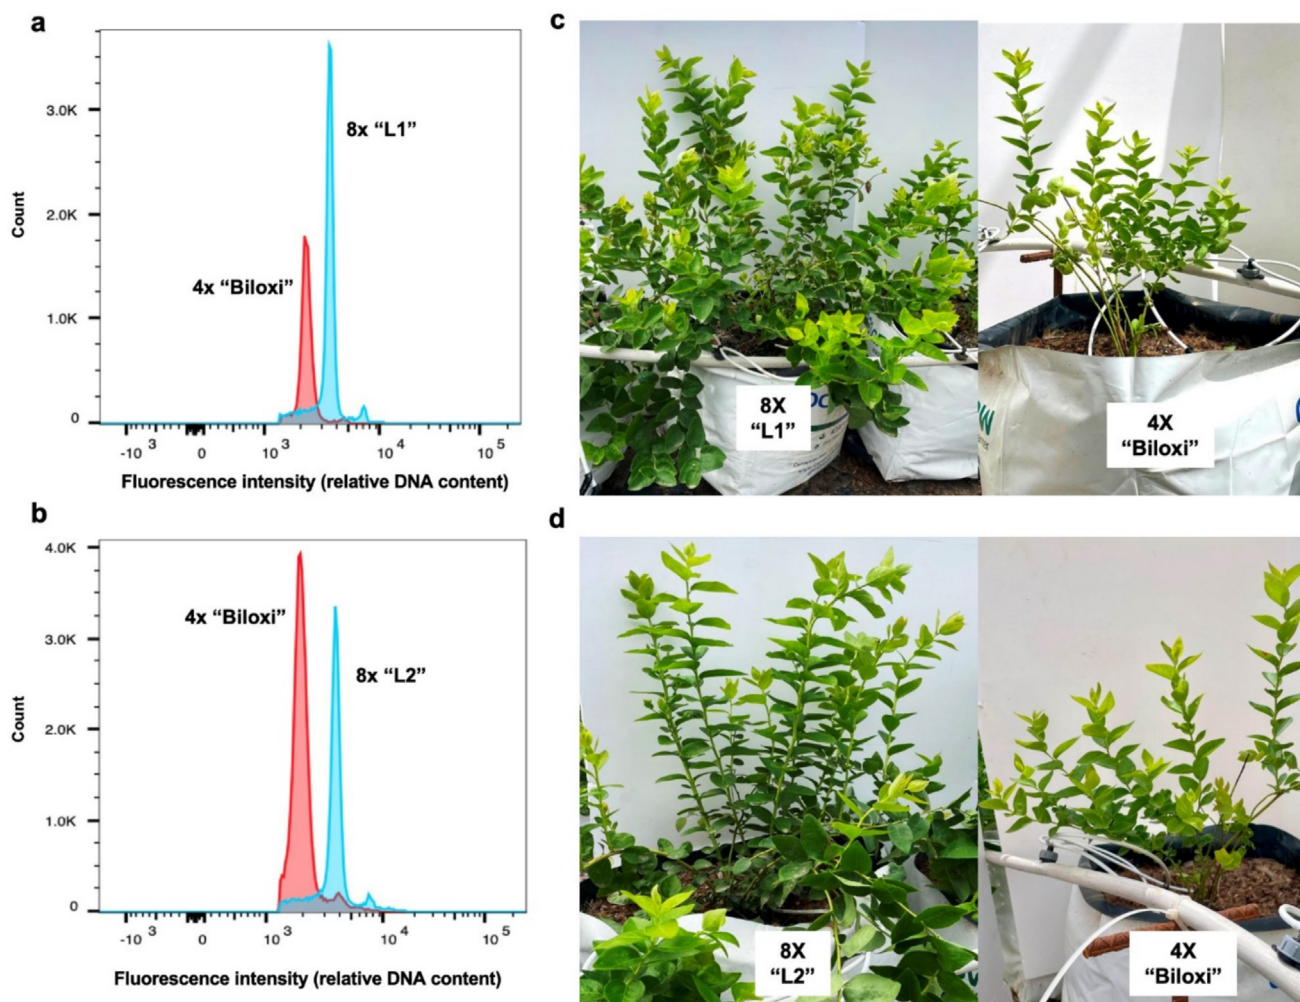 a
3.0K
2.0K
1.0K
0
Count
8x “L1”
4x “Biloxi”
-10 3
0
10 3
10 4
10 5
Fluorescence intensity (relative DNA content)
b
4.0K
3.0K
2.0K
1.0K
0
Count
4x “Biloxi”
8x “L2”
-10 3
0
10 3
10 4
10 5
Fluorescence intensity (relative DNA content)
c
8X
“L1”
4X
“Biloxi”
d
8X
“L2”
4X
“Biloxi”